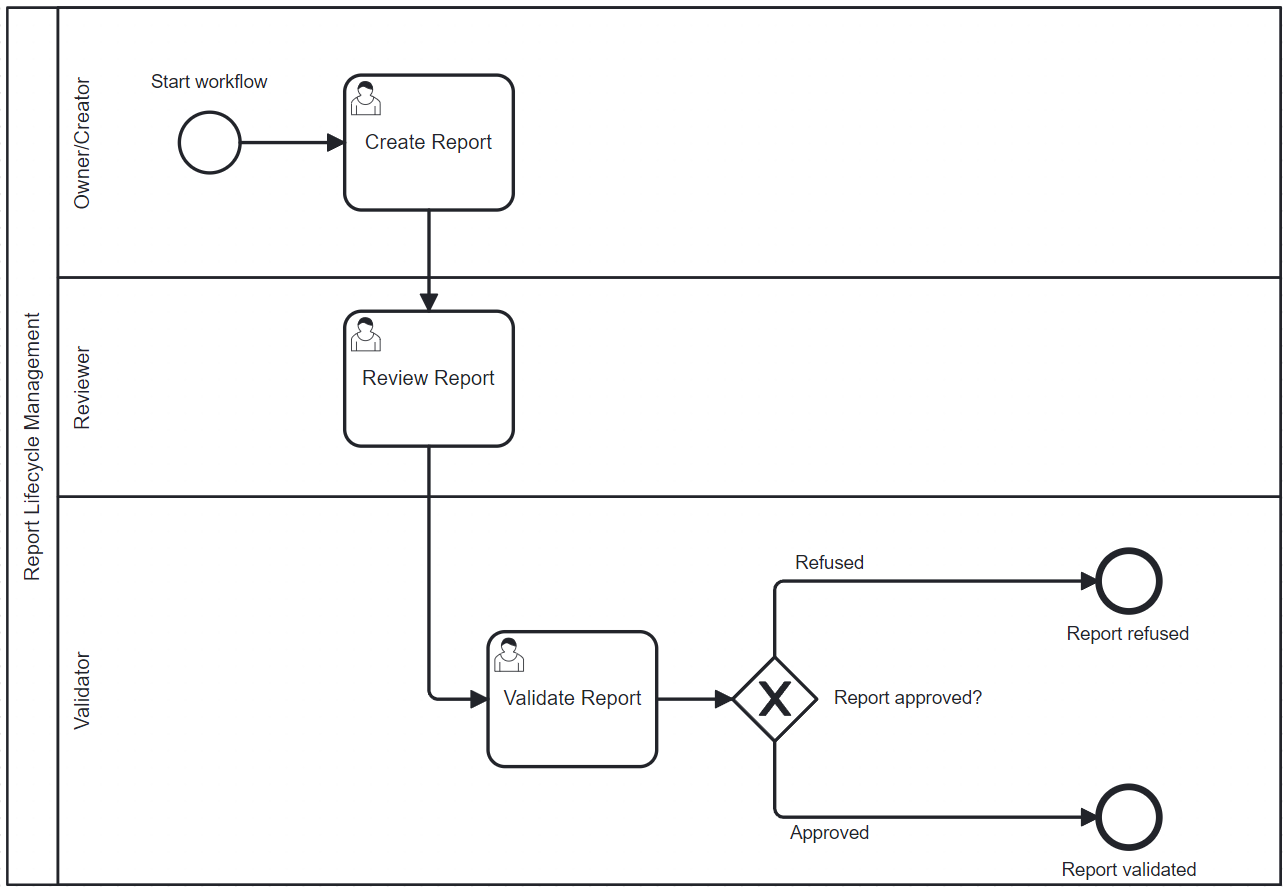 Report Lifecycle Management
Owner/Creator
Start workflow
Create Report
Reviewer
Review Report
Validator
Validate Report
Report approved?
Refused
Report refused
Approved
Report validated